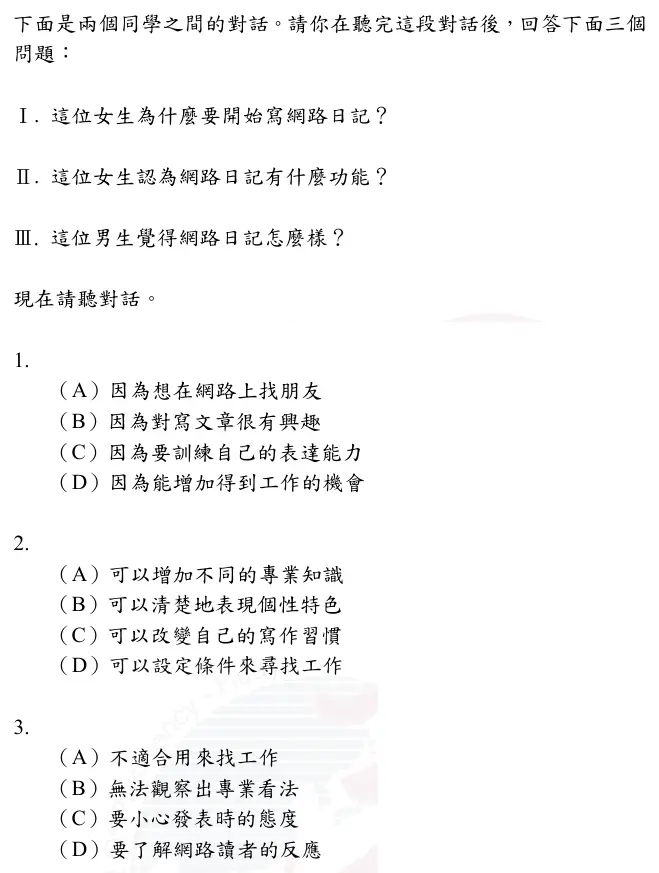 下面是兩個同學之間的對話。請你在聽完這段對話後，回答下面三個
問題：
Ⅰ. 這位女生為什麼要開始寫網路日記？
Ⅱ. 這位女生認為網路日記有什麼功能？
Ⅲ. 這位男生覺得網路日記怎麼樣？
現在請聽對話。
1.
（A）因為想在網路上找朋友
（B）因為對寫文章很有興趣
（C）因為要訓練自己的表達能力
（D）因為能增加得到工作的機會
2.
（A）可以增加不同的專業知識
（B）可以清楚地表現個性特色
（C）可以改變自己的寫作習慣
（D）可以設定條件來尋找工作
3.
（A）不適合用來找工作
（B）無法觀察出專業看法
（C）要小心發表時的態度
（D）要了解網路讀者的反應